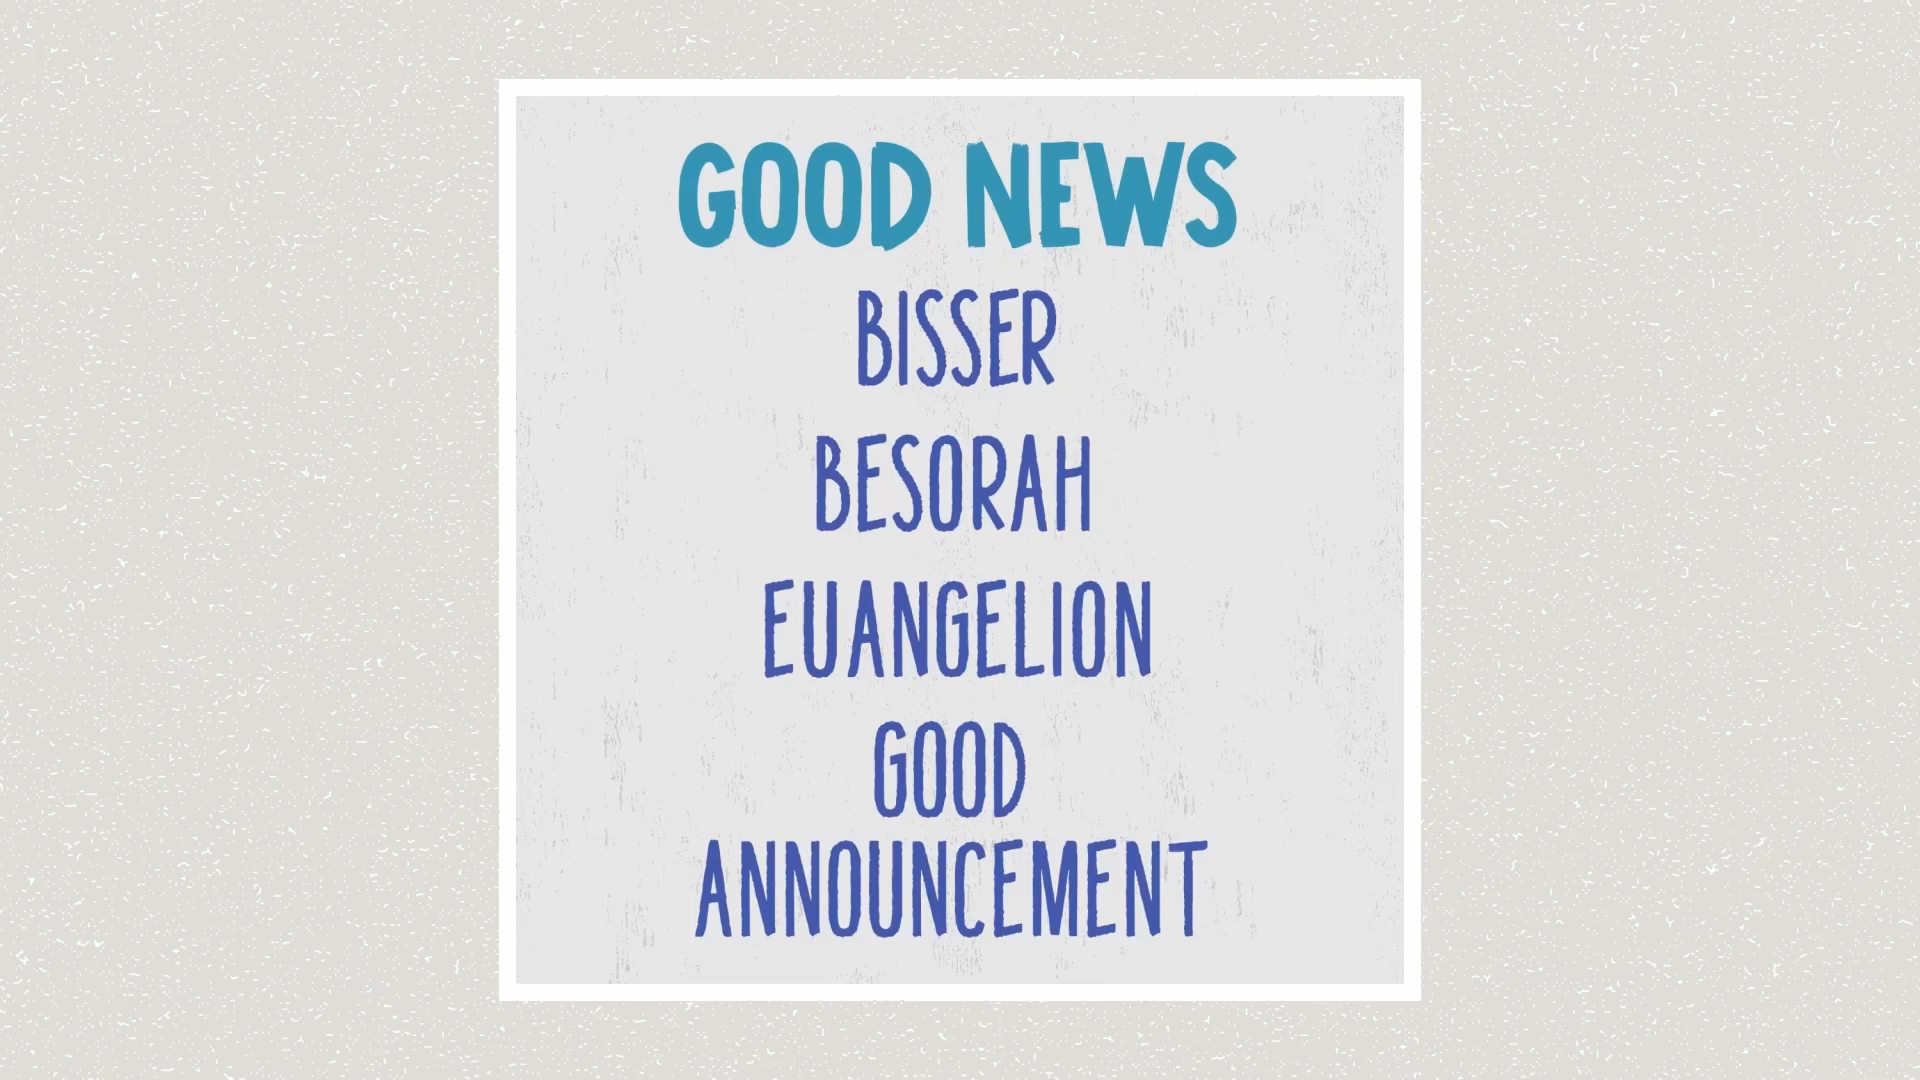 GOOD NEWS
BISSER
BESORAH
EUANGELION
GOOD
ANNOUNCEMENT